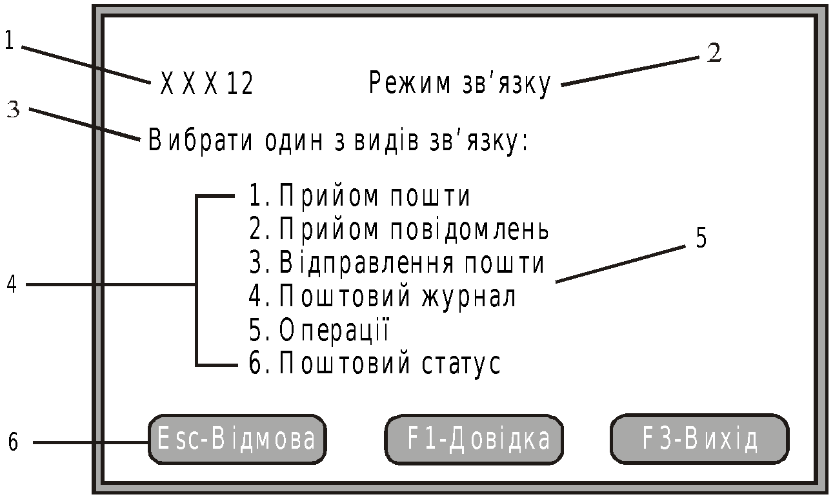 1
2
XXX12 Режим зв’язку
3
Вибрати один з видів зв’язку:
1. Прийом пошти
2. Прийом повідомлень
5
3. Відправлення пошти
4
4. Поштовий журнал
5. Операції
6. Поштовий статус
6
Esc-Відмова F1-Довідка F3-Вихід